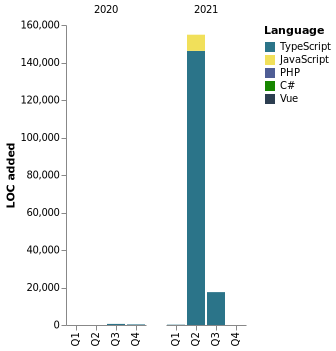 2020 2021
LOC added
160,000
140,000
120,000
100,000
80,000
60,000
40,000
20,000
0
Q1 Q2 Q3 Q4 Q1 Q2 Q3 Q4
Language
TypeScript
JavaScript
PHP
C#
Vue